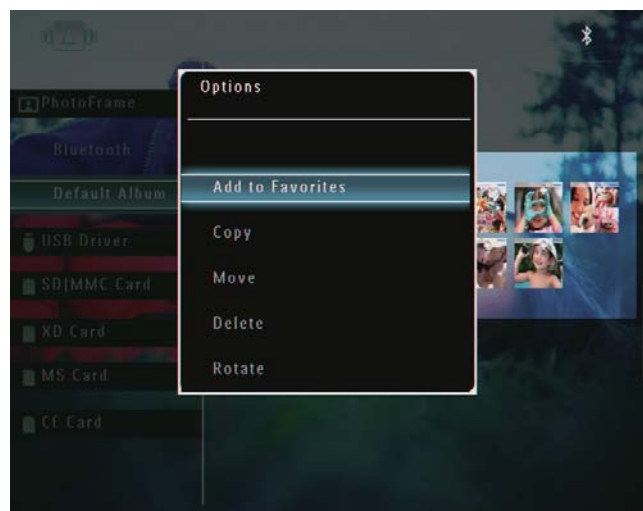 PhotoFrame
Bluetooth
Default Album
USB Driver
SD|MMC Card
XD Card
MS Card
CF Card
Options
Add to Favorites
Copy
Move
Delete
Rotate